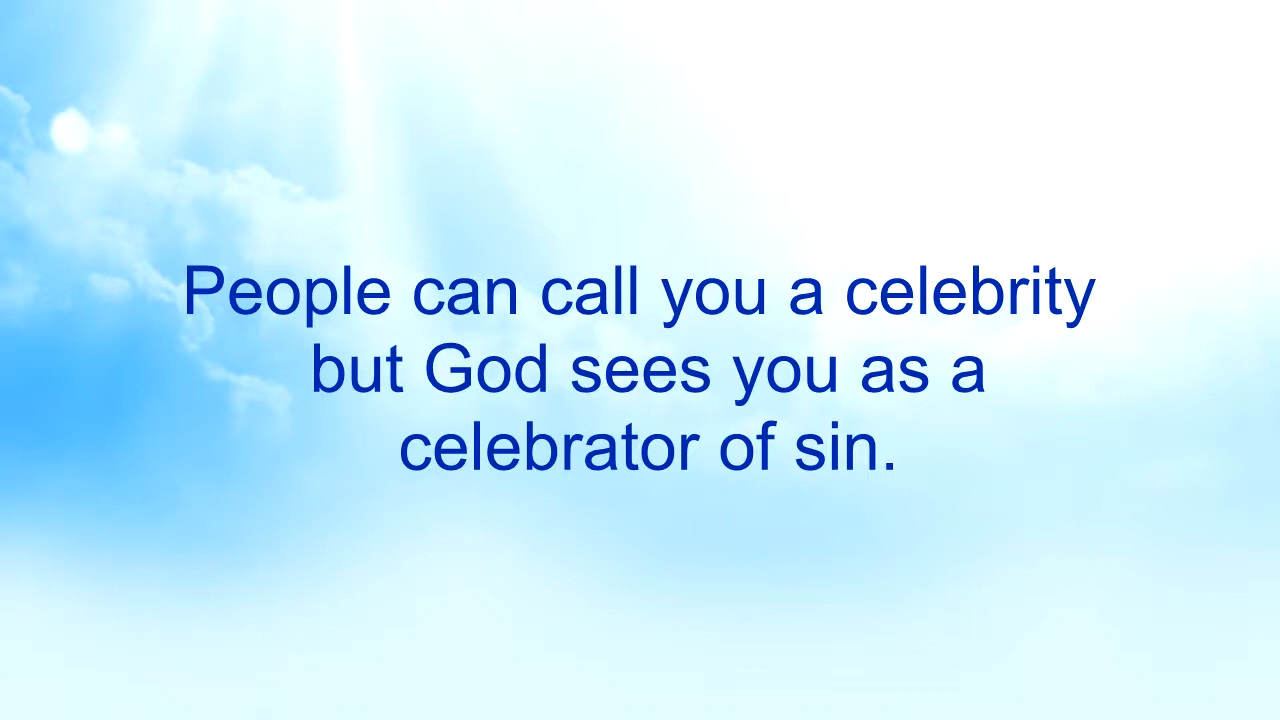 People can call you a celebrity
but God sees you as a
celebrator of sin.